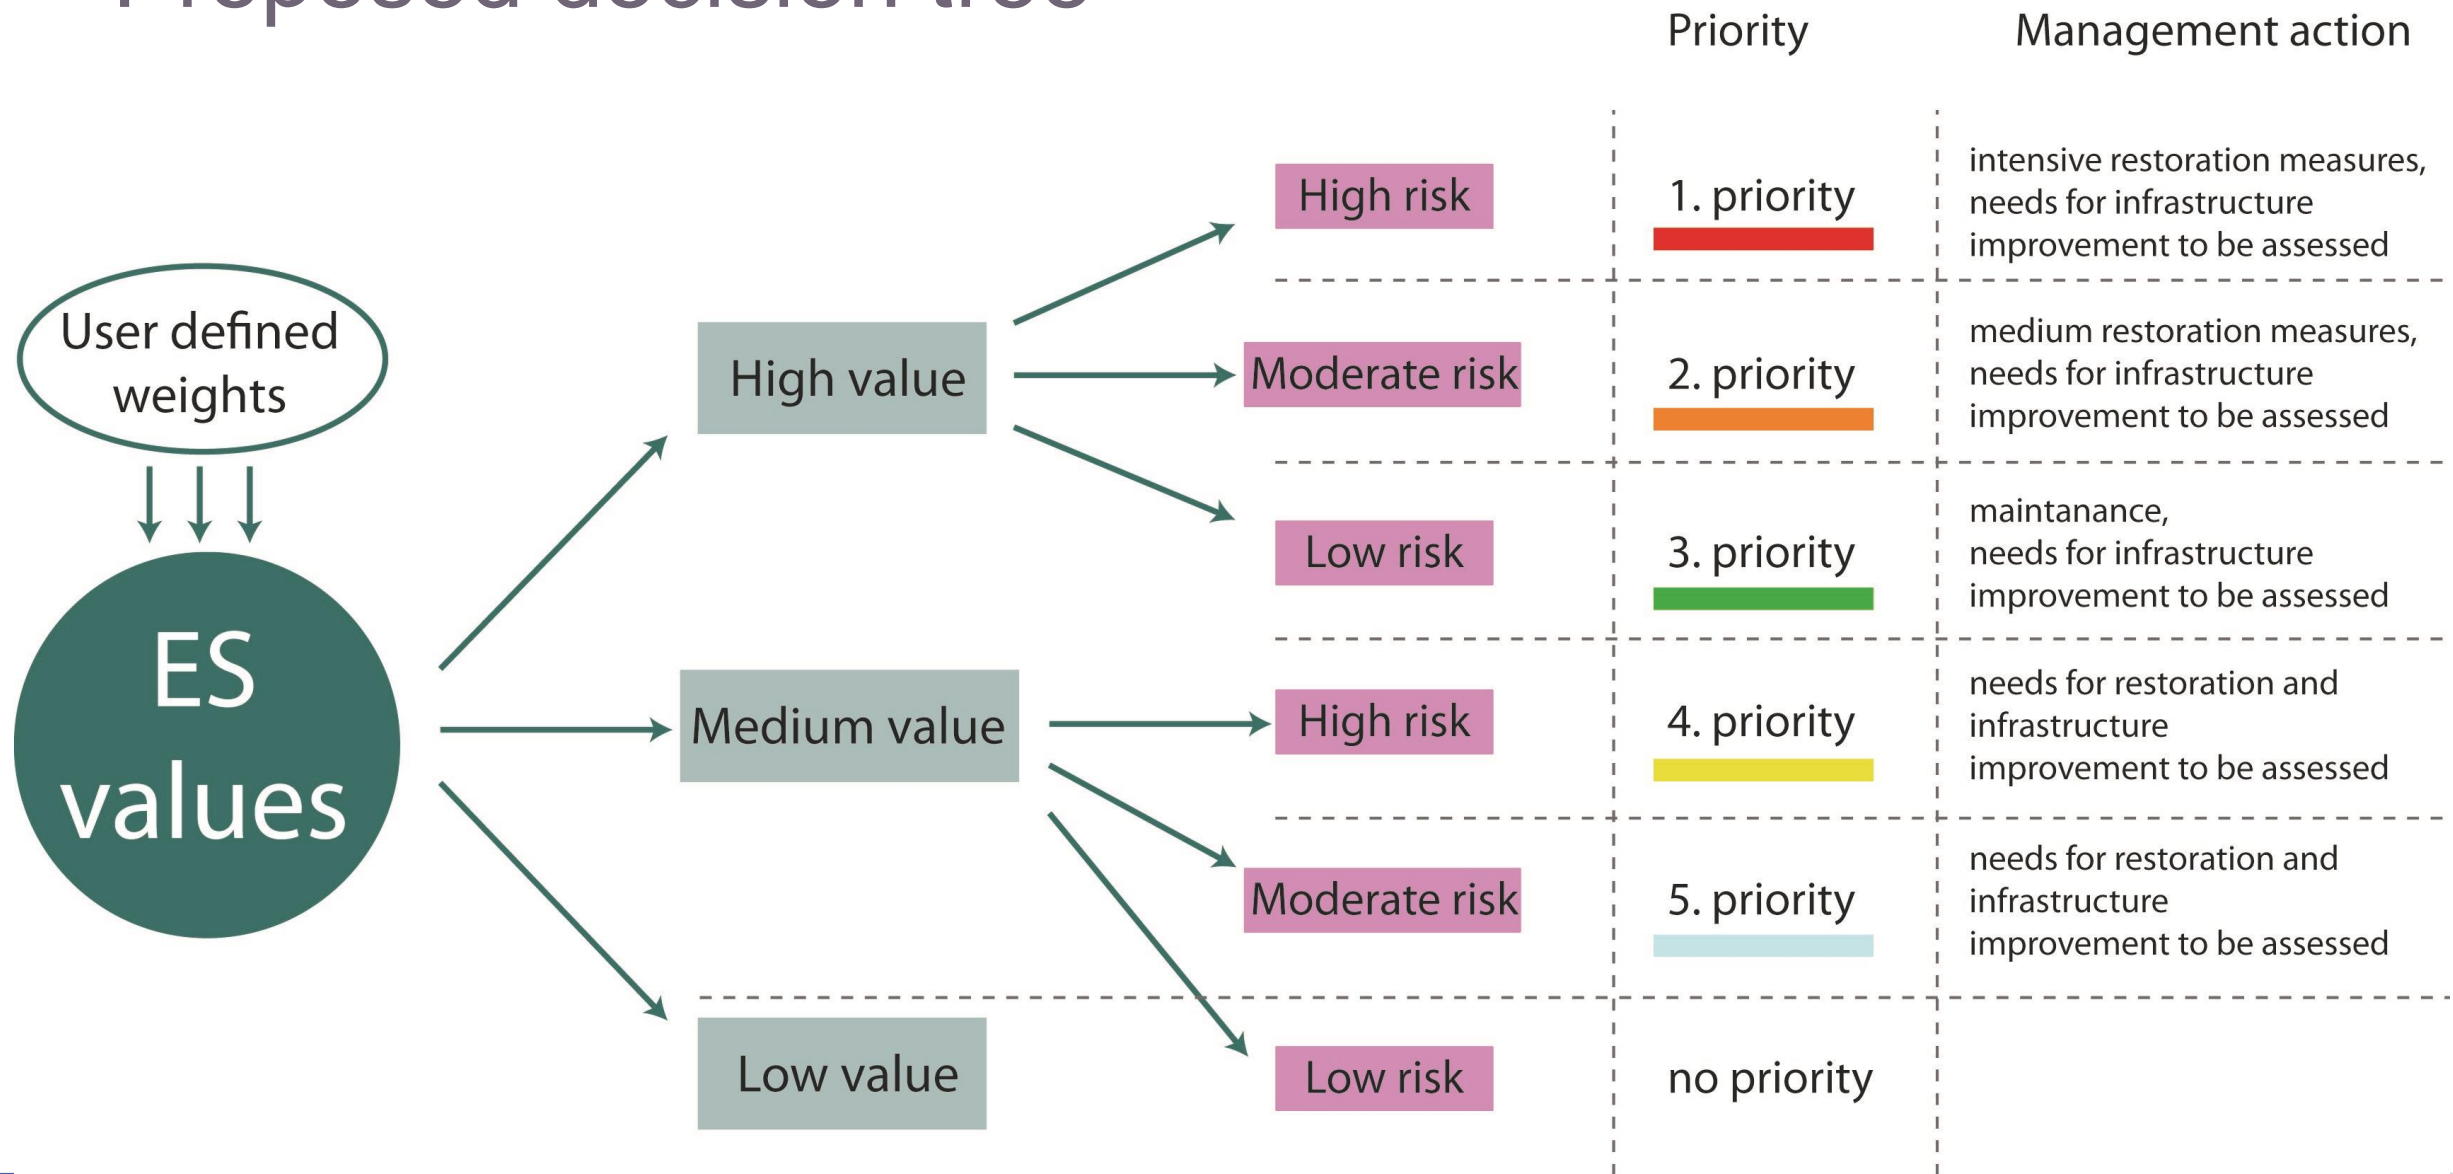 Proposed decision tree
Priority
Management action
User defined
weights
ES
values
High value
Medium value
Low value
High risk
1. priority
intensive restoration measures,
needs for infrastructure
improvement to be assessed
Moderate risk
2. priority
medium restoration measures,
needs for infrastructure
improvement to be assessed
Low risk
3. priority
maintanance,
needs for infrastructure
improvement to be assessed
High risk
4. priority
needs for restoration and
infrastructure
improvement to be assessed
Moderate risk
5. priority
needs for restoration and
infrastructure
improvement to be assessed
Low risk
no priority